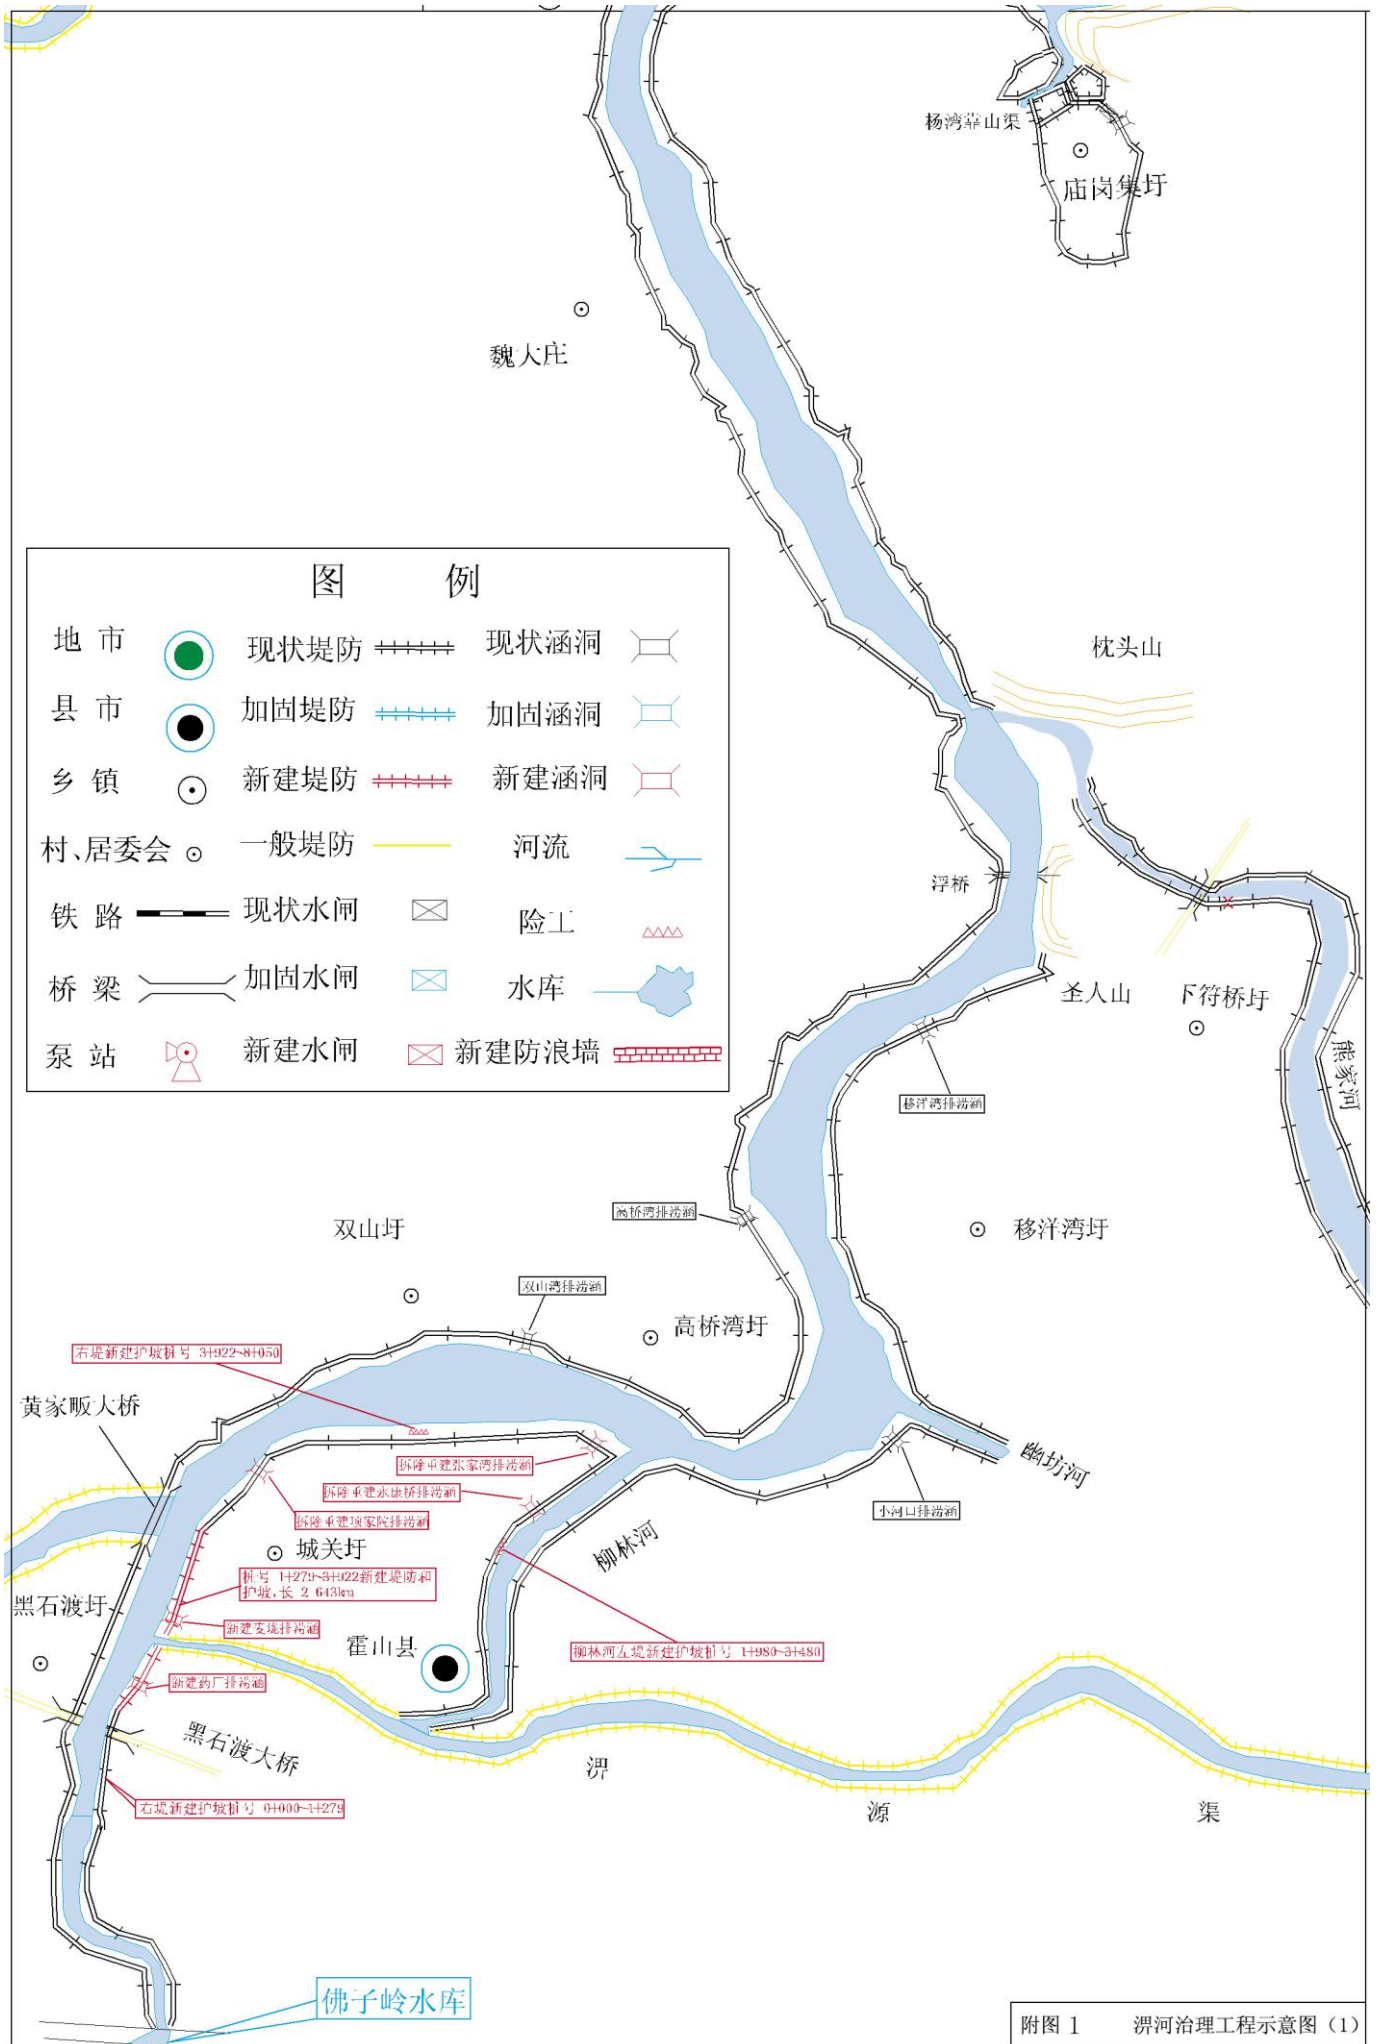 杨湾靠山渠
庙岗集圩
魏大庄
图 例
地 市
现状堤防
现状涵洞
县 市
加固堤防
加固涵洞
乡 镇
新建堤防
新建涵洞
村、居委会
一般堤防
河流
铁 路
现状水闸
险工
桥 梁
加固水闸
水库
泵 站
新建水闸
新建防浪墙
枕头山
浮桥
圣人山
下符桥圩
熊家河
移洋湾排涝涵
高桥湾排涝涵
移洋湾圩
双山圩
双山湾排涝涵
高桥湾圩
右堤新建护坡桩号 3+922~8+050
黄家畈大桥
拆除重建张家湾排涝涵
拆除重建永康桥排涝涵
拆除重建项家院排涝涵
幽坊河
小河口排涝涵
柳林河
城关圩
桩号 1+279~3+922新建堤防和
护坡,长 2.643km
黑石渡圩
霍山县
柳林河左堤新建护坡桩号 1+980~3+480
新建药厂排涝涵
黑石渡大桥
右堤新建护坡桩号 0+000~1+279
淠
源
渠
佛子岭水库
附图 1 淠河治理工程示意图（1）